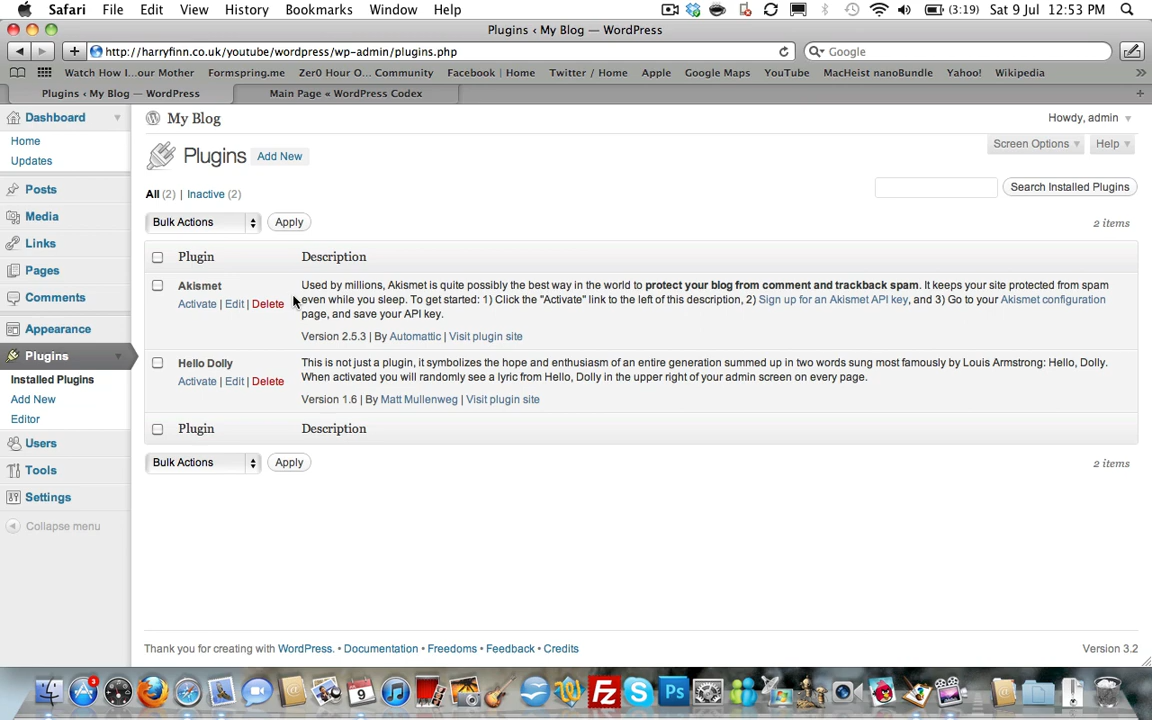 Safari File Edit View History Bookmarks Window Help (3:19) Sat 9 Jul 12:53 PM
Plugins ‹ My Blog — WordPress
http://harryfinn.co.uk/youtube/wordpress/wp-admin/plugins.php Google
Watch How I...our Mother Formspring.me Zer0 Hour O... Community Facebook | Home Twitter / Home Apple Google Maps YouTube MacHeist nanoBundle Yahoo! Wikipedia
Plugins ‹ My Blog — WordPress Main Page « WordPress Codex
Dashboard
Home
Updates
Posts
Media
Links
Pages
Comments
Appearance
Plugins
Installed Plugins
Add New
Editor
Users
Tools
Settings
Collapse menu
My Blog Howdy, admin
Screen Options Help
Plugins Add New
All (2) | Inactive (2) Search Installed Plugins
Bulk Actions Apply 2 items
Plugin Description
Akismet
Activate | Edit | Delete
Used by millions, Akismet is quite possibly the best way in the world to protect your blog from comment and trackback spam. It keeps your site protected from spam
even while you sleep. To get started: 1) Click the "Activate" link to the left of this description, 2) Sign up for an Akismet API key, and 3) Go to your Akismet configuration
page, and save your API key.
Version 2.5.3 | By Automattic | Visit plugin site
Hello Dolly
Activate | Edit | Delete
This is not just a plugin, it symbolizes the hope and enthusiasm of an entire generation summed up in two words sung most famously by Louis Armstrong: Hello, Dolly.
When activated you will randomly see a lyric from Hello, Dolly in the upper right of your admin screen on every page.
Version 1.6 | By Matt Mullenweg | Visit plugin site
Plugin Description
Bulk Actions Apply 2 items
Thank you for creating with WordPress. • Documentation • Freedoms • Feedback • Credits Version 3.2
3
9
Fz
S
Ps